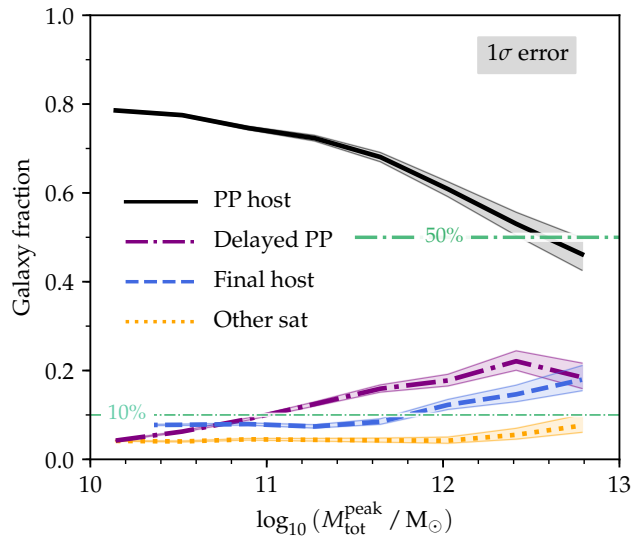 1.0
0.8
0.6
0.4
0.2
0.0
Galaxy fraction
1σ error
PP host
Delayed PP
Final host
Other sat
50%
10%
10
11
12
13
log₁₀ (M_tot^peak / M_⊙)